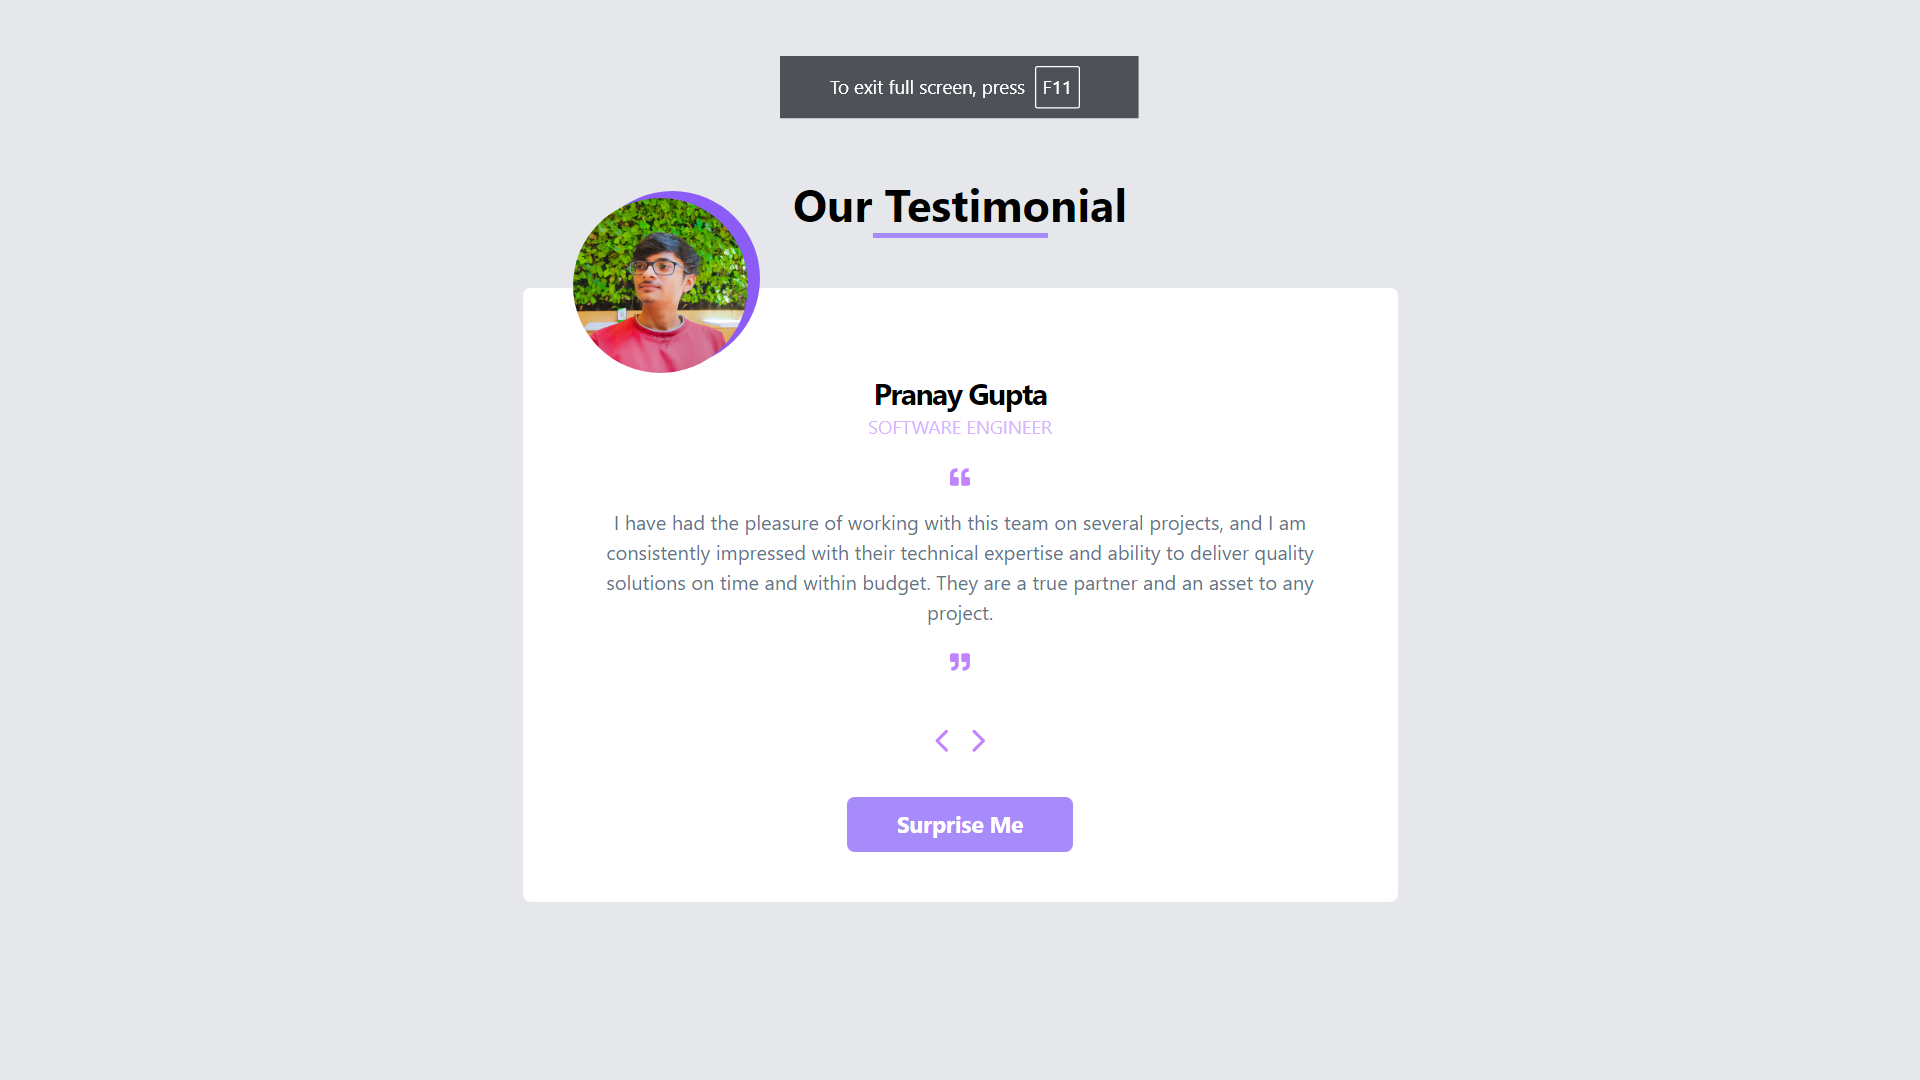 To exit full screen, press F11
Our Testimonial
Pranay Gupta
SOFTWARE ENGINEER
“
I have had the pleasure of working with this team on several projects, and I am
consistently impressed with their technical expertise and ability to deliver quality
solutions on time and within budget. They are a true partner and an asset to any
project.
”
Surprise Me